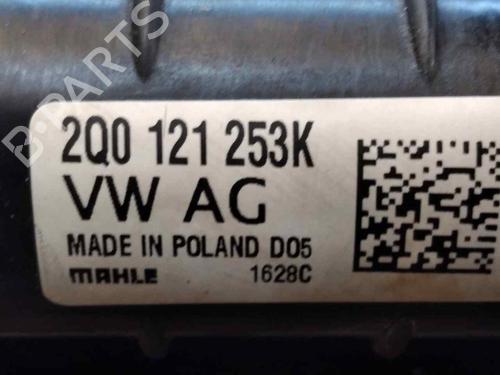 B-PARTS
2Q0 121 253K
VW AG
MADE IN POLAND D05
MAHLE 1628C